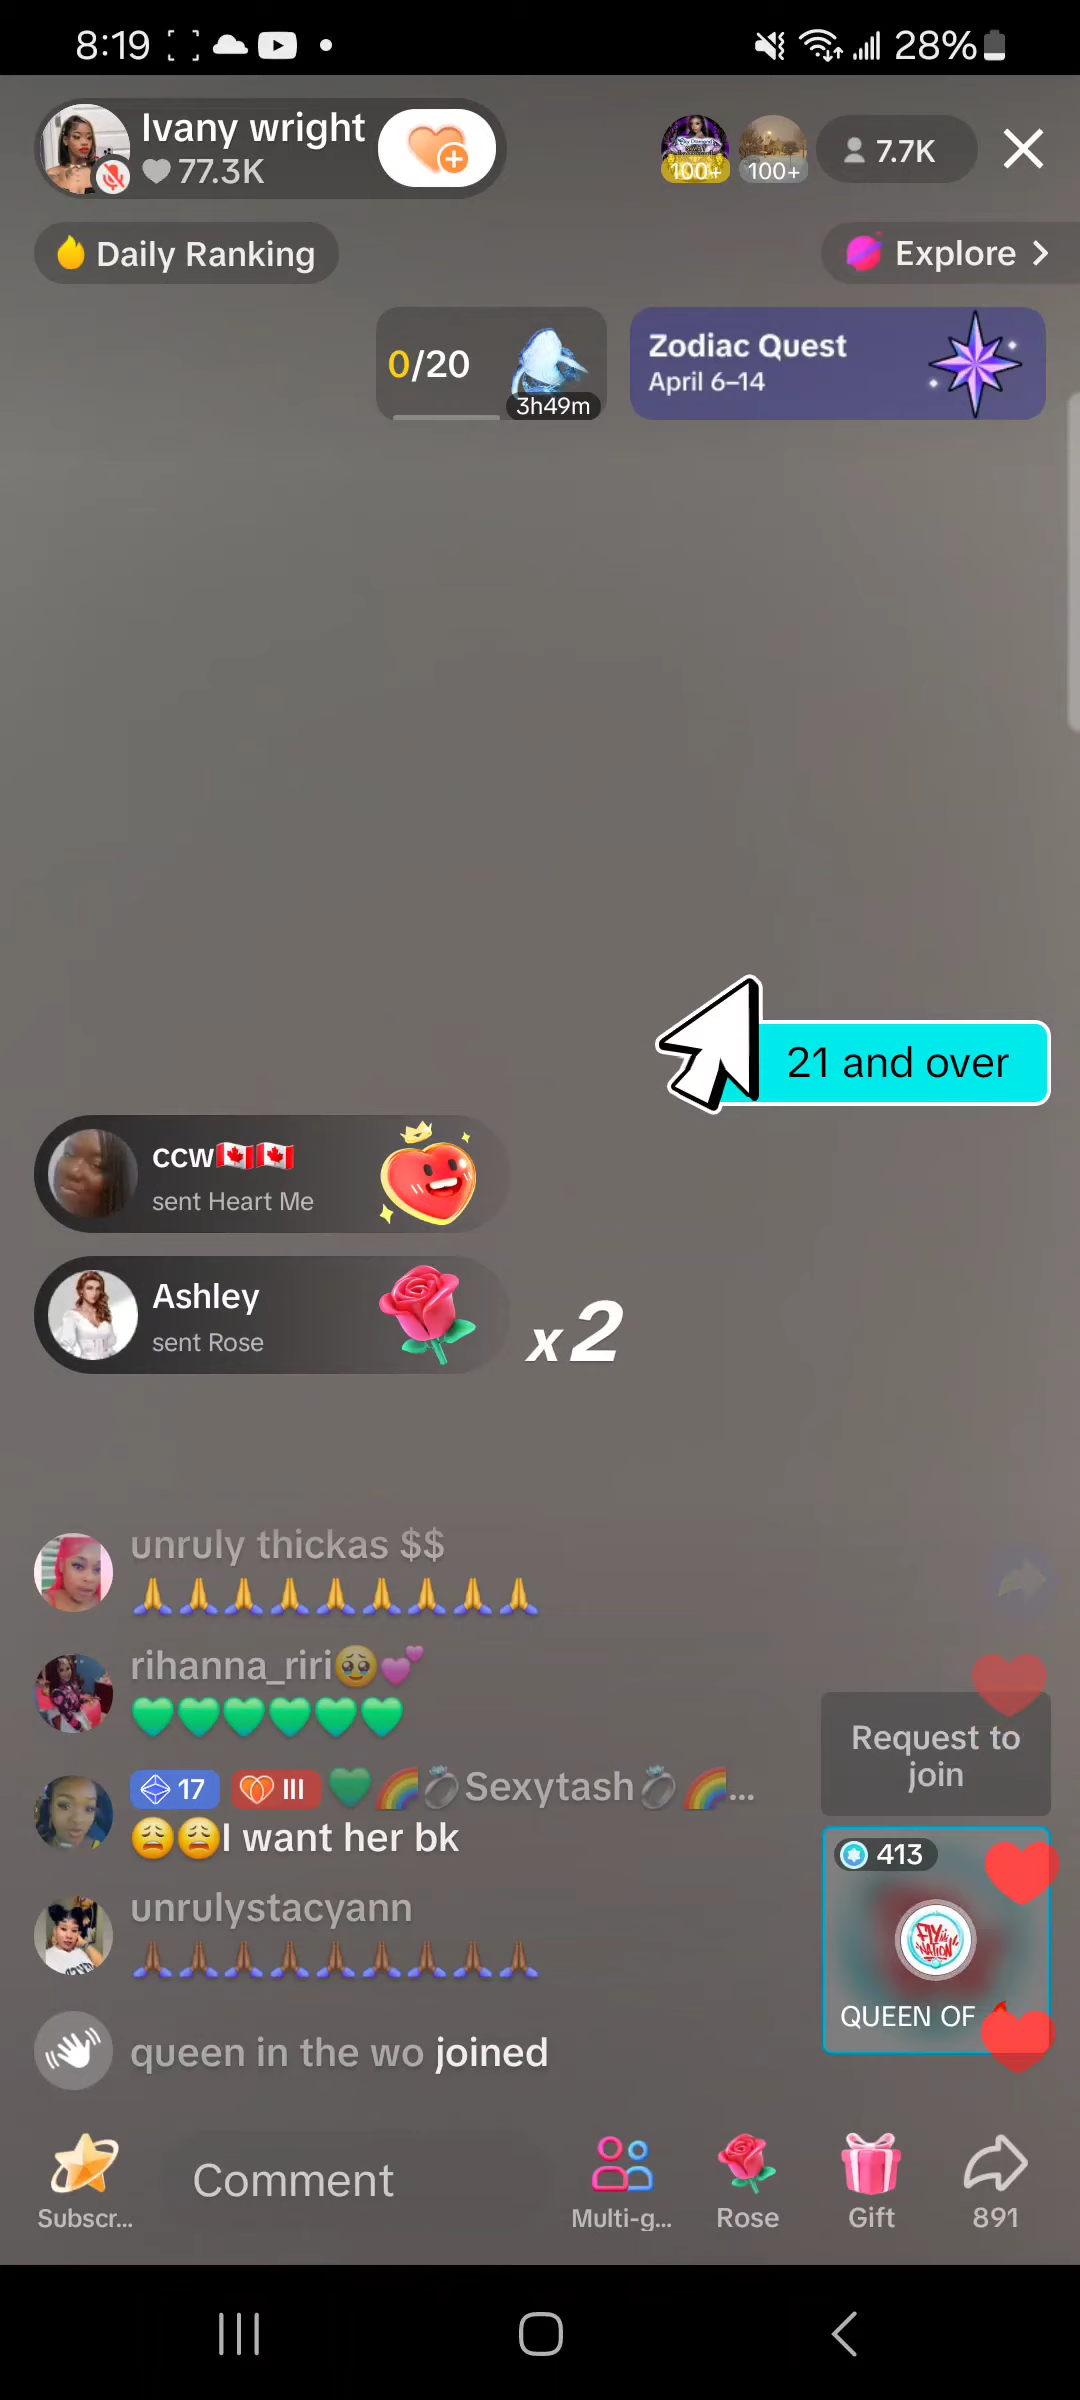 8:19
28%
Ivany wright
77.3K
100+
100+
7.7K
Daily Ranking
Explore
0/20
3h49m
Zodiac Quest
April 6–14
21 and over
ccw🇨🇦🇨🇦
sent Heart Me
Ashley
sent Rose
x2
unruly thickas $$
🙏🙏🙏🙏🙏🙏🙏🙏🙏
rihanna_riri🥹💕
💚💚💚💚💚💚
17 III 💚🌈💍Sexytash💍🌈...
😩😩I want her bk
unrulystacyann
🙏🏾🙏🏾🙏🏾🙏🏾🙏🏾🙏🏾🙏🏾🙏🏾🙏🏾
queen in the wo joined
Request to
join
413
FLY
NATION
QUEEN OF
Subscr...
Comment
Multi-g...
Rose
Gift
891